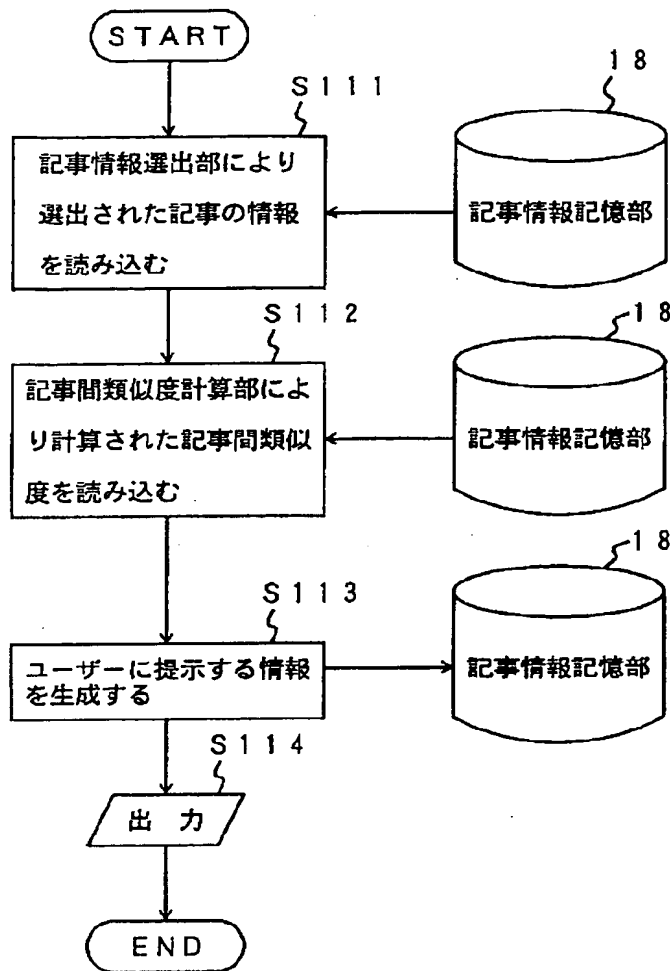 START
S111
18
記事情報選出部により
選出された記事の情報
を読み込む
記事情報記憶部
S112
18
記事間類似度計算部によ
り計算された記事間類似
度を読み込む
記事情報記憶部
S113
18
ユーザーに提示する情報
を生成する
記事情報記憶部
S114
出 力
END